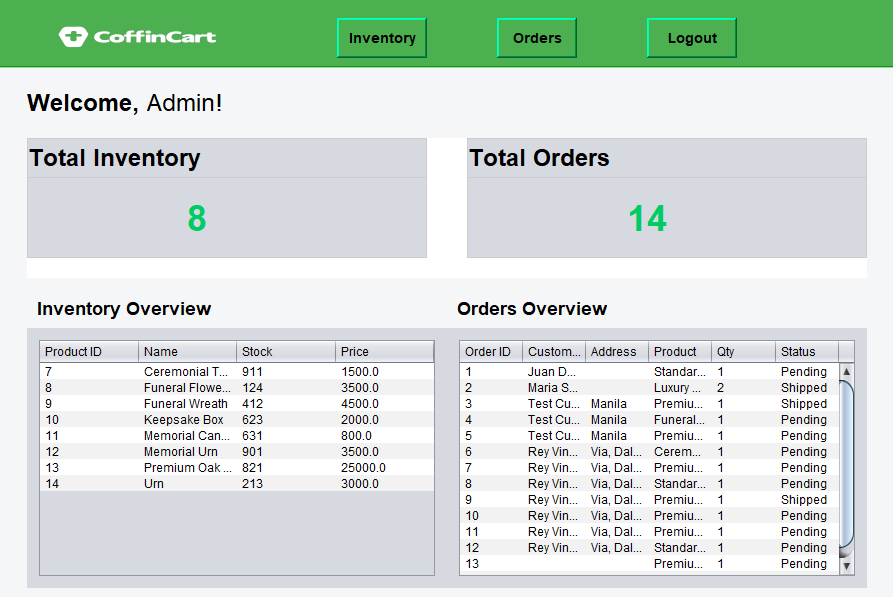 CoffinCart Inventory Orders Logout
Welcome, Admin!
Total Inventory
8
Total Orders
14
Inventory Overview
Product ID Name Stock Price
7 Ceremonial T... 911 1500.0
8 Funeral Flowe... 124 3500.0
9 Funeral Wreath 412 4500.0
10 Keepsake Box 623 2000.0
11 Memorial Can... 631 800.0
12 Memorial Urn 901 3500.0
13 Premium Oak ... 821 25000.0
14 Urn 213 3000.0
Orders Overview
Order ID Custom... Address Product Qty Status
1 Juan D... Standar... 1 Pending
2 Maria S... Luxury ... 2 Shipped
3 Test Cu... Manila Premiu... 1 Shipped
4 Test Cu... Manila Funeral... 1 Pending
5 Test Cu... Manila Premiu... 1 Pending
6 Rey Vin... Via, Dal... Cerem... 1 Pending
7 Rey Vin... Via, Dal... Premiu... 1 Pending
8 Rey Vin... Via, Dal... Standar... 1 Pending
9 Rey Vin... Via, Dal... Premiu... 1 Shipped
10 Rey Vin... Via, Dal... Premiu... 1 Pending
11 Rey Vin... Via, Dal... Premiu... 1 Pending
12 Rey Vin... Via, Dal... Standar... 1 Pending
13 Premiu... 1 Pending